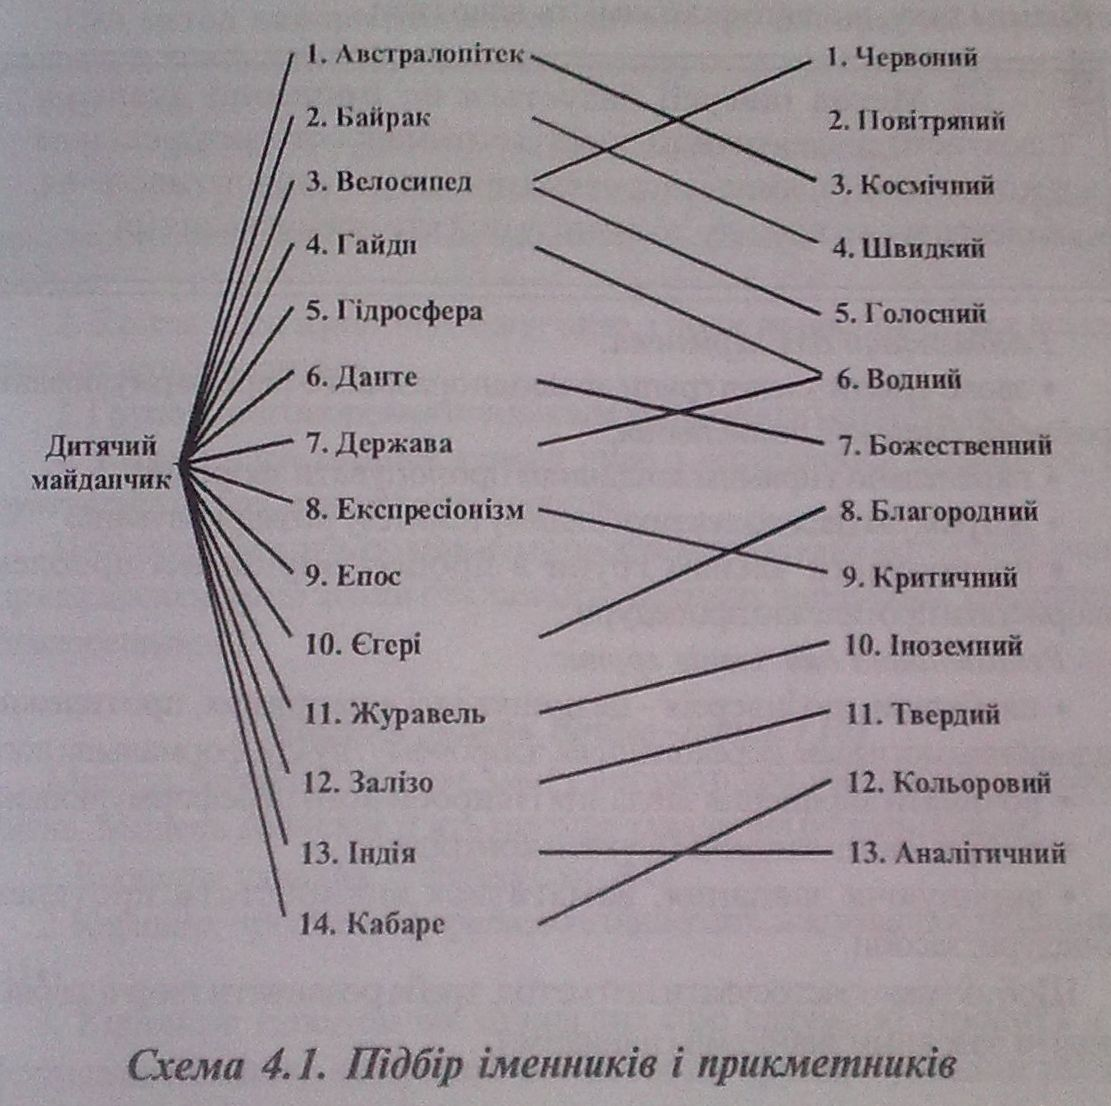 1. Австралопітек
1. Червоний
2. Байрак
2. Повітряний
3. Велосипед
3. Космічний
4. Гайдп
4. Швидкий
5. Гідросфера
5. Голосний
6. Данте
6. Водний
Дитячий
майданчик
7. Держава
7. Божественний
8. Експресіонізм
8. Благородний
9. Епос
9. Критичний
10. Єгері
10. Іноземний
11. Журавель
11. Твердий
12. Залізо
12. Кольоровий
13. Індія
13. Аналітичний
14. Кабаре
Схема 4.1. Підбір іменників і прикметників